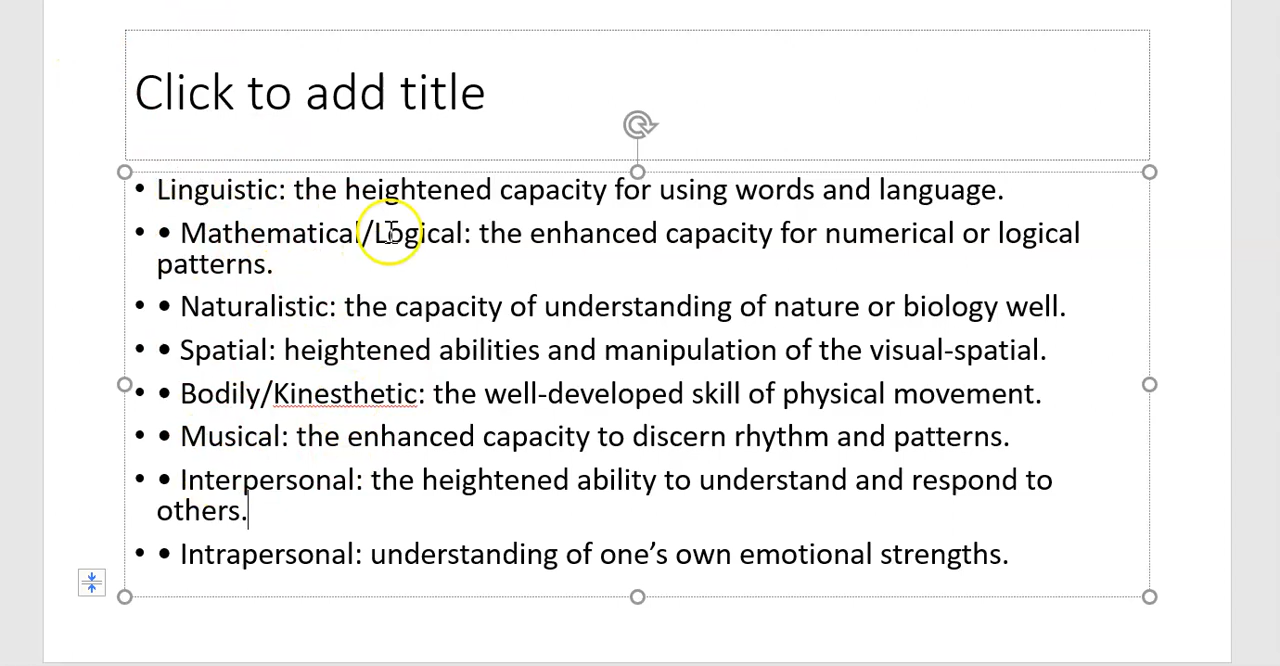 Click to add title
• Linguistic: the heightened capacity for using words and language.
• • Mathematical/Logical: the enhanced capacity for numerical or logical
patterns.
• • Naturalistic: the capacity of understanding of nature or biology well.
• • Spatial: heightened abilities and manipulation of the visual-spatial.
• • Bodily/Kinesthetic: the well-developed skill of physical movement.
• • Musical: the enhanced capacity to discern rhythm and patterns.
• • Interpersonal: the heightened ability to understand and respond to
others.
• • Intrapersonal: understanding of one’s own emotional strengths.